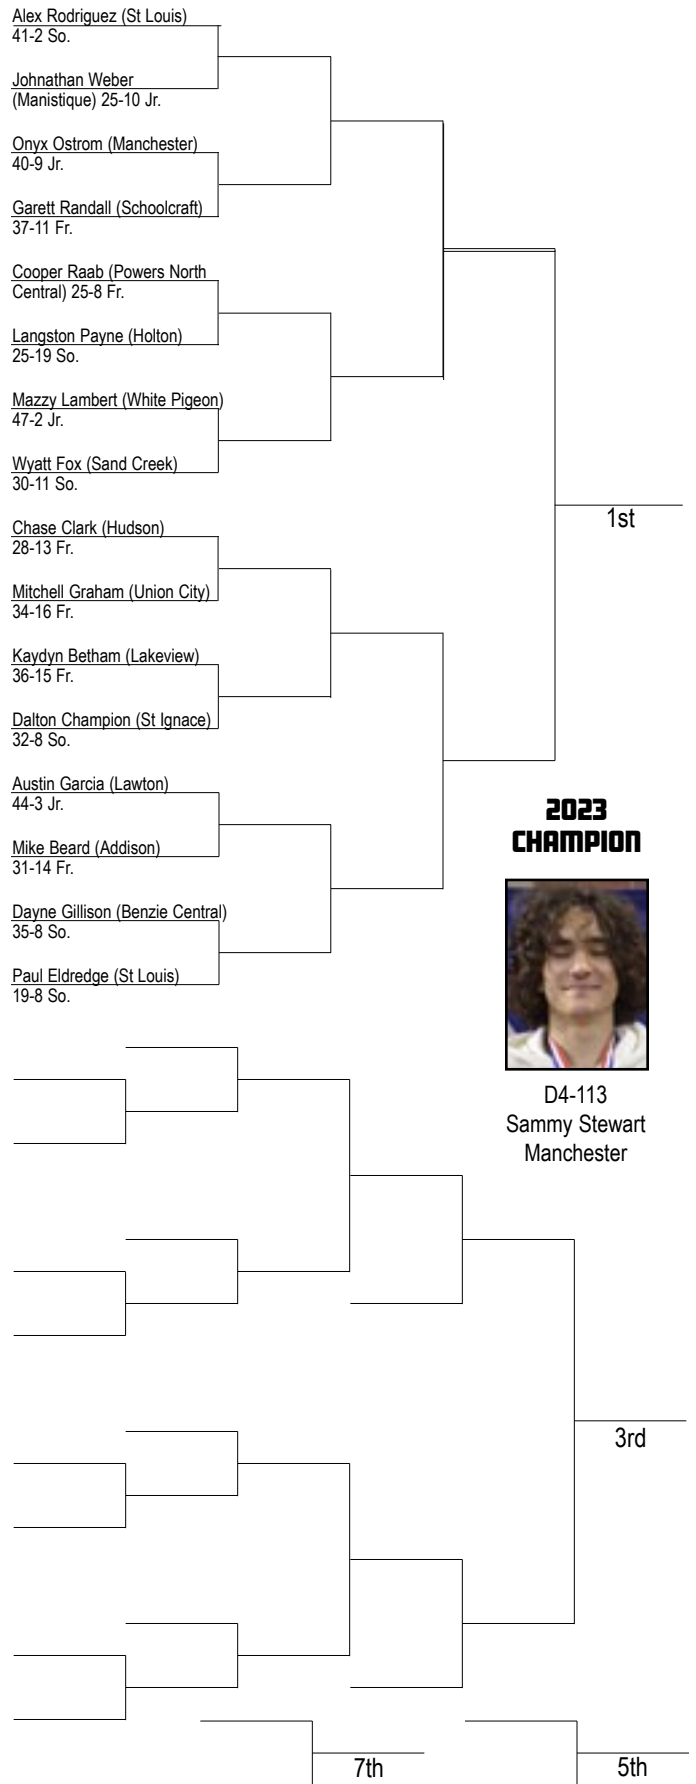 Alex Rodriguez (St Louis)
41-2 So.
Johnathan Weber
(Manistique) 25-10 Jr.
Onyx Ostrom (Manchester)
40-9 Jr.
Garett Randall (Schoolcraft)
37-11 Fr.
Cooper Raab (Powers North
Central) 25-8 Fr.
Langston Payne (Holton)
25-19 So.
Mazzy Lambert (White Pigeon)
47-2 Jr.
Wyatt Fox (Sand Creek)
30-11 So.
1st
Chase Clark (Hudson)
28-13 Fr.
Mitchell Graham (Union City)
34-16 Fr.
Kaydyn Betham (Lakeview)
36-15 Fr.
Dalton Champion (St Ignace)
32-8 So.
Austin Garcia (Lawton)
44-3 Jr.
Mike Beard (Addison)
31-14 Fr.
Dayne Gillison (Benzie Central)
35-8 So.
Paul Eldredge (St Louis)
19-8 So.
2023
CHAMPION
D4-113
Sammy Stewart
Manchester
3rd
7th
5th